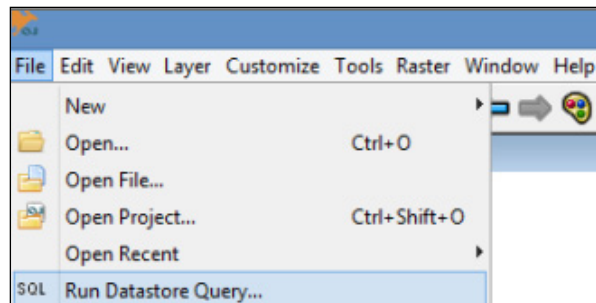 File Edit View Layer Customize Tools Raster Window Help
New
Open... Ctrl+O
Open File...
Open Project... Ctrl+Shift+O
Open Recent
SQL Run Datastore Query...